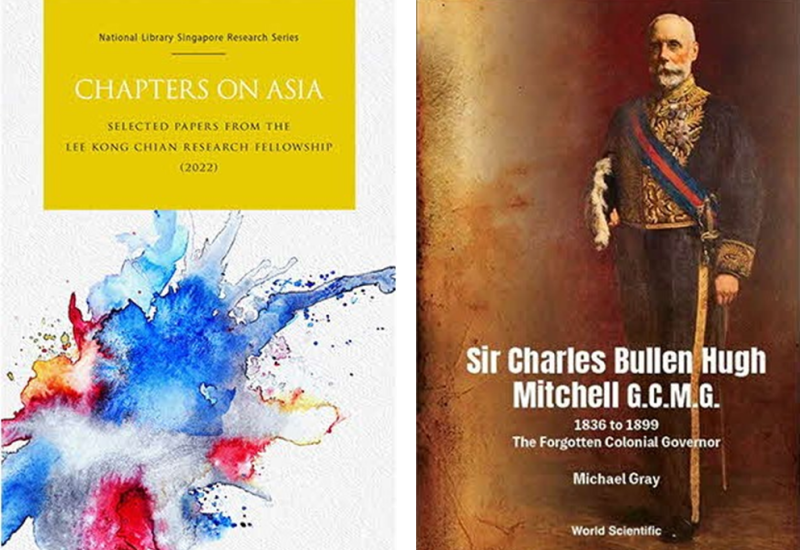 National Library Singapore Research Series
CHAPTERS ON ASIA
SELECTED PAPERS FROM THE
LEE KONG CHIAN RESEARCH FELLOWSHIP
(2022)
Sir Charles Bullen Hugh
Mitchell G.C.M.G.
1836 to 1899
The Forgotten Colonial Governor
Michael Gray
World Scientific